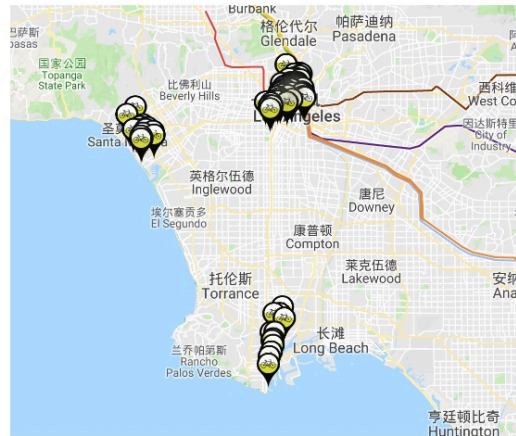 Burbank
巴萨斯
basas
格伦代尔
Glendale
帕萨迪纳
Pasadena
国家公园
Topanga
State Park
比佛利山
Beverly Hills
西科维
West Co
Los Angeles
Santa
因达斯特里
City of
Industry
英格尔伍德
Inglewood
唐尼
Downey
埃尔塞贡多
El Segundo
康普顿
Compton
莱克伍德
Lakewood
托伦斯
Torrance
安纳
Ana
长滩
Long Beach
兰乔帕第斯
Rancho
Palos Verdes
亨廷顿比奇
Huntington